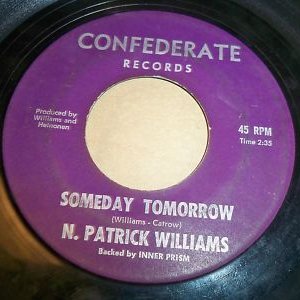 CONFEDERATE
RECORDS
Produced by
Williams and
Heinonen
45 RPM
Time 2:35
SOMEDAY TOMORROW
(Williams - Catrow)
N. PATRICK WILLIAMS
Backed by INNER PRISM